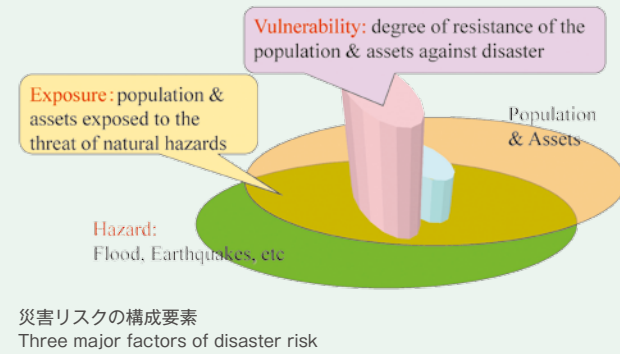 Vulnerability: degree of resistance of the
population & assets against disaster
Exposure: population &
assets exposed to the
threat of natural hazards
Population
& Assets
Hazard:
Flood, Earthquakes, etc
災害リスクの構成要素
Three major factors of disaster risk